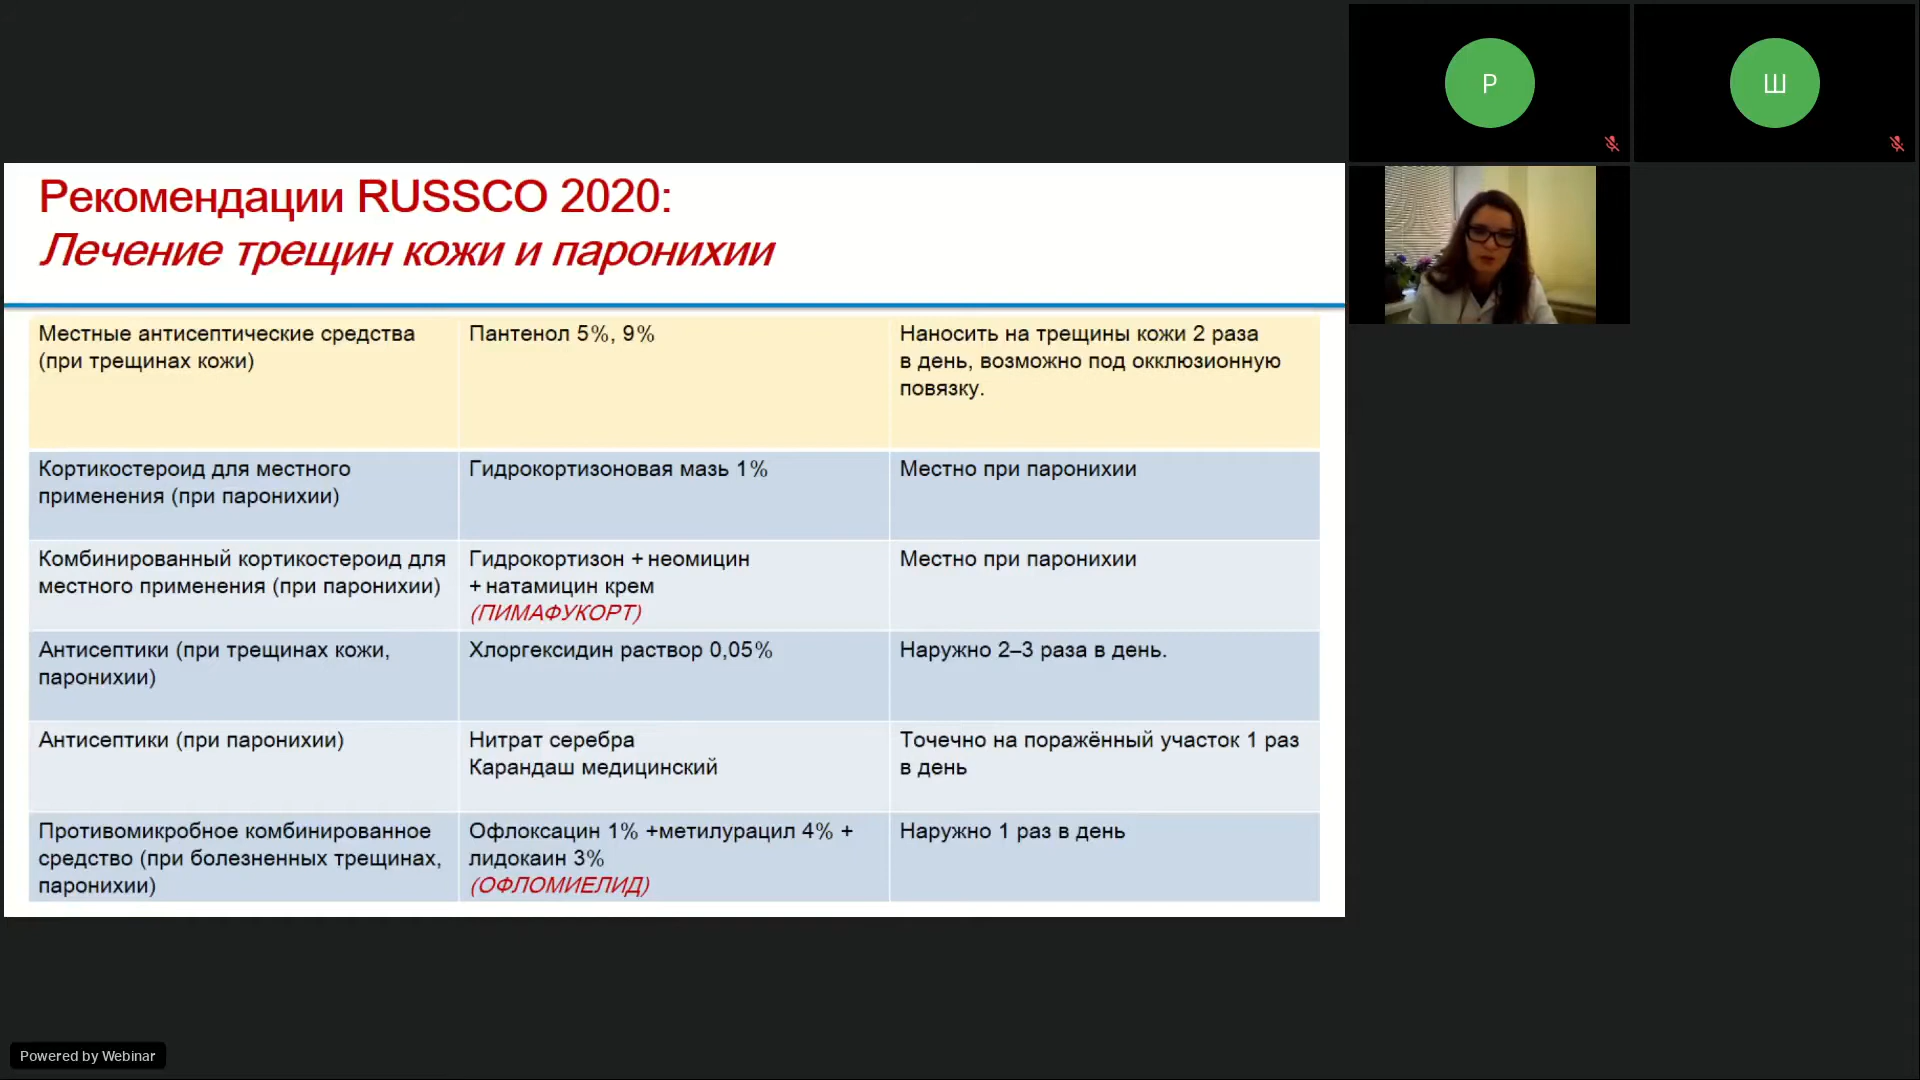 Р
Ш
Рекомендации RUSSCO 2020:
Лечение трещин кожи и паронихии
Местные антисептические средства
(при трещинах кожи)
Пантенол 5%, 9%
Наносить на трещины кожи 2 раза
в день, возможно под окклюзионную
повязку.
Кортикостероид для местного
применения (при паронихии)
Гидрокортизоновая мазь 1%
Местно при паронихии
Комбинированный кортикостероид для
местного применения (при паронихии)
Гидрокортизон + неомицин
+ натамицин крем
(ПИМАФУКОРТ)
Местно при паронихии
Антисептики (при трещинах кожи,
паронихии)
Хлоргексидин раствор 0,05%
Наружно 2–3 раза в день.
Антисептики (при паронихии)
Нитрат серебра
Карандаш медицинский
Точечно на поражённый участок 1 раз
в день
Противомикробное комбинированное
средство (при болезненных трещинах,
паронихии)
Офлоксацин 1% +метилурацил 4% +
лидокаин 3%
(ОФЛОМИЕЛИД)
Наружно 1 раз в день
Powered by Webinar